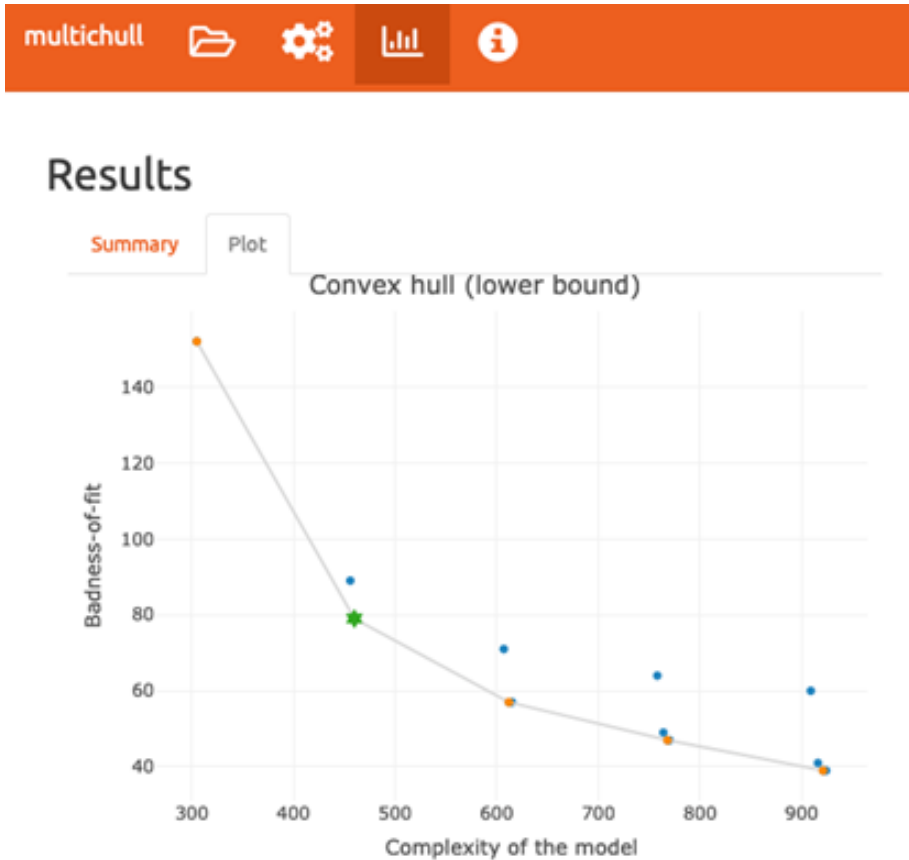 multichull
Results
Summary Plot
Convex hull (lower bound)
Badness-of-fit
140
120
100
80
60
40
300 400 500 600 700 800 900
Complexity of the model